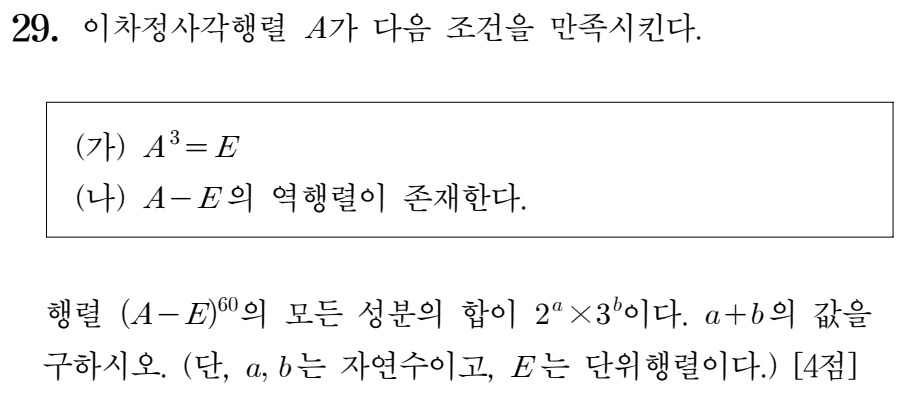 29. 이차정사각행렬 A가 다음 조건을 만족시킨다.
(가) A³=E
(나) A-E의 역행렬이 존재한다.
행렬 (A-E)⁶⁰의 모든 성분의 합이 2ᵃ×3ᵇ이다. a+b의 값을
구하시오. (단, a, b는 자연수이고, E는 단위행렬이다.) [4점]